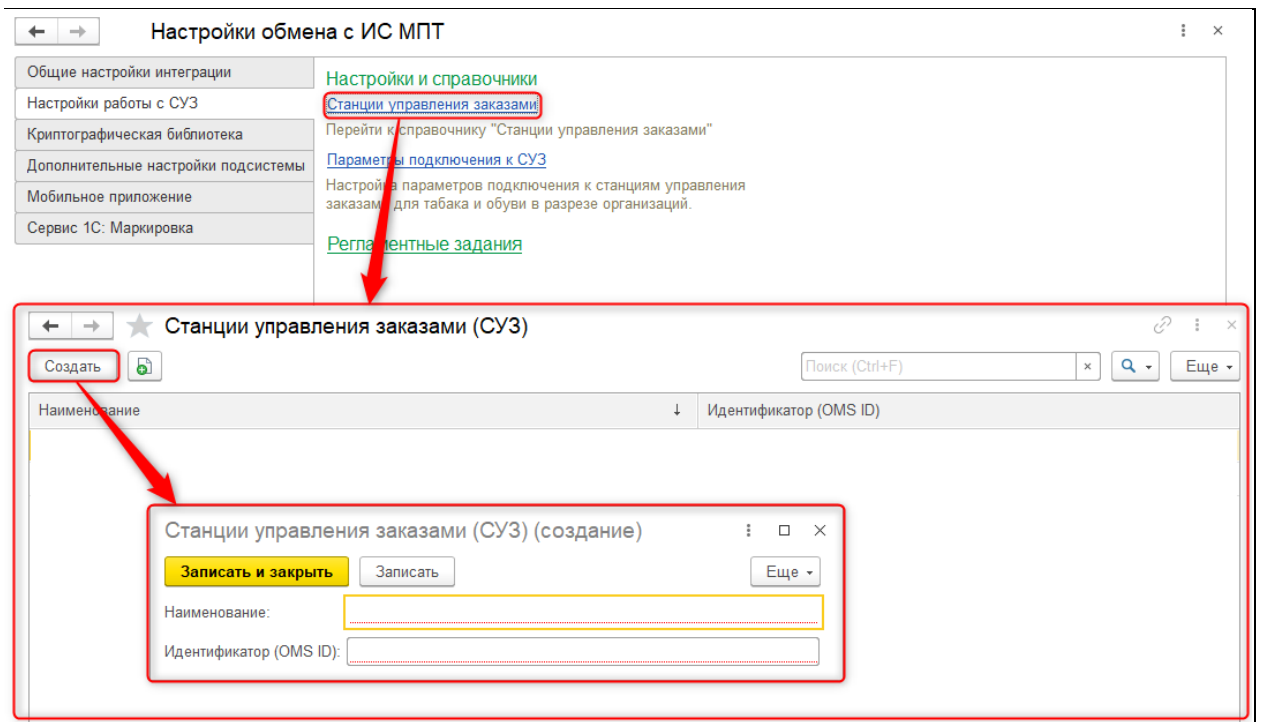 Настройки обмена с ИС МПТ
Общие настройки интеграции
Настройки работы с СУЗ
Криптографическая библиотека
Дополнительные настройки подсистемы
Мобильное приложение
Сервис 1С: Маркировка
Настройки и справочники
Станции управления заказами
Перейти к справочнику "Станции управления заказами"
Параметры подключения к СУЗ
Настройка параметров подключения к станциям управления
заказами для табака и обуви в разрезе организаций.
Регламентные задания
Станции управления заказами (СУЗ)
Создать
Поиск (Ctrl+F)
Еще
Наименование
Идентификатор (OMS ID)
Станции управления заказами (СУЗ) (создание)
Записать и закрыть
Записать
Еще
Наименование:
Идентификатор (OMS ID):